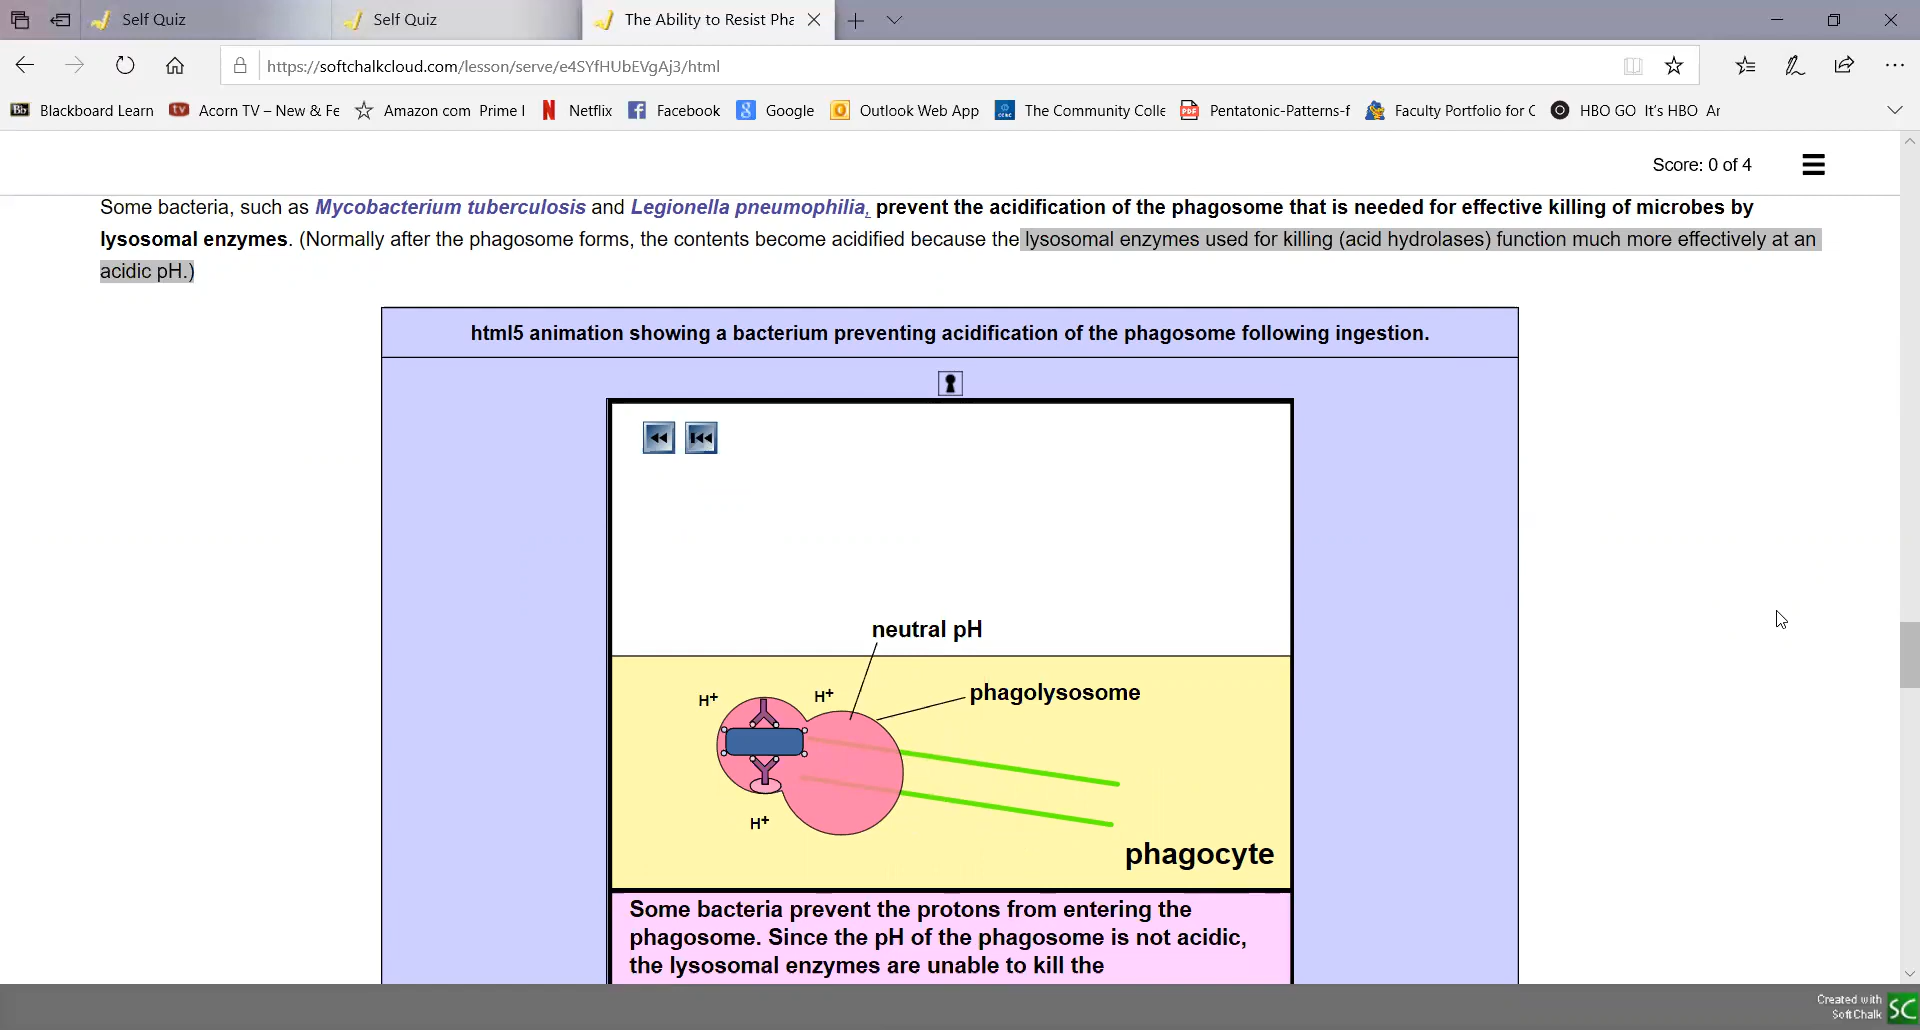 Self Quiz
Self Quiz
The Ability to Resist Pha
https://softchalkcloud.com/lesson/serve/e4SYfHUbEVgAj3/html
Blackboard Learn
Acorn TV – New & Fe
Amazon com Prime I
Netflix
Facebook
Google
Outlook Web App
The Community Colle
Pentatonic-Patterns-f
Faculty Portfolio for C
HBO GO It's HBO Ar
Score: 0 of 4
Some bacteria, such as Mycobacterium tuberculosis and Legionella pneumophilia, prevent the acidification of the phagosome that is needed for effective killing of microbes by
lysosomal enzymes. (Normally after the phagosome forms, the contents become acidified because the lysosomal enzymes used for killing (acid hydrolases) function much more effectively at an
acidic pH.)
html5 animation showing a bacterium preventing acidification of the phagosome following ingestion.
neutral pH
phagolysosome
H+
H+
H+
phagocyte
Some bacteria prevent the protons from entering the
phagosome. Since the pH of the phagosome is not acidic,
the lysosomal enzymes are unable to kill the
Created with
SoftChalk
SC